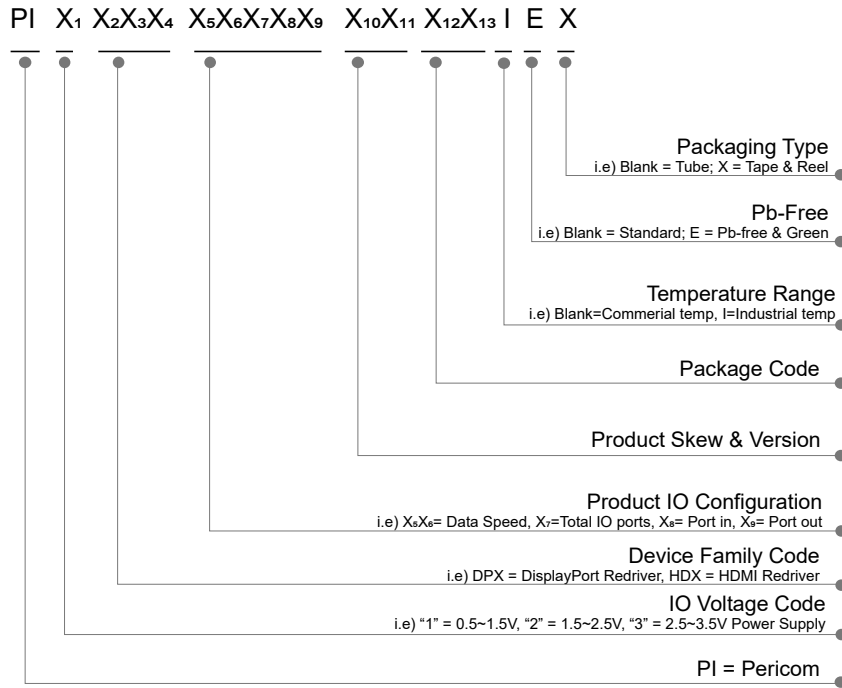 PI X₁ X₂X₃X₄ X₅X₆X₇X₈X₉ X₁₀X₁₁ X₁₂X₁₃ I E X
Packaging Type
i.e) Blank = Tube; X = Tape & Reel
Pb-Free
i.e) Blank = Standard; E = Pb-free & Green
Temperature Range
i.e) Blank=Commerial temp, I=Industrial temp
Package Code
Product Skew & Version
Product IO Configuration
i.e) X₅X₆= Data Speed, X₇=Total IO ports, X₈= Port in, X₉= Port out
Device Family Code
i.e) DPX = DisplayPort Redriver, HDX = HDMI Redriver
IO Voltage Code
i.e) “1” = 0.5~1.5V, “2” = 1.5~2.5V, “3” = 2.5~3.5V Power Supply
PI = Pericom